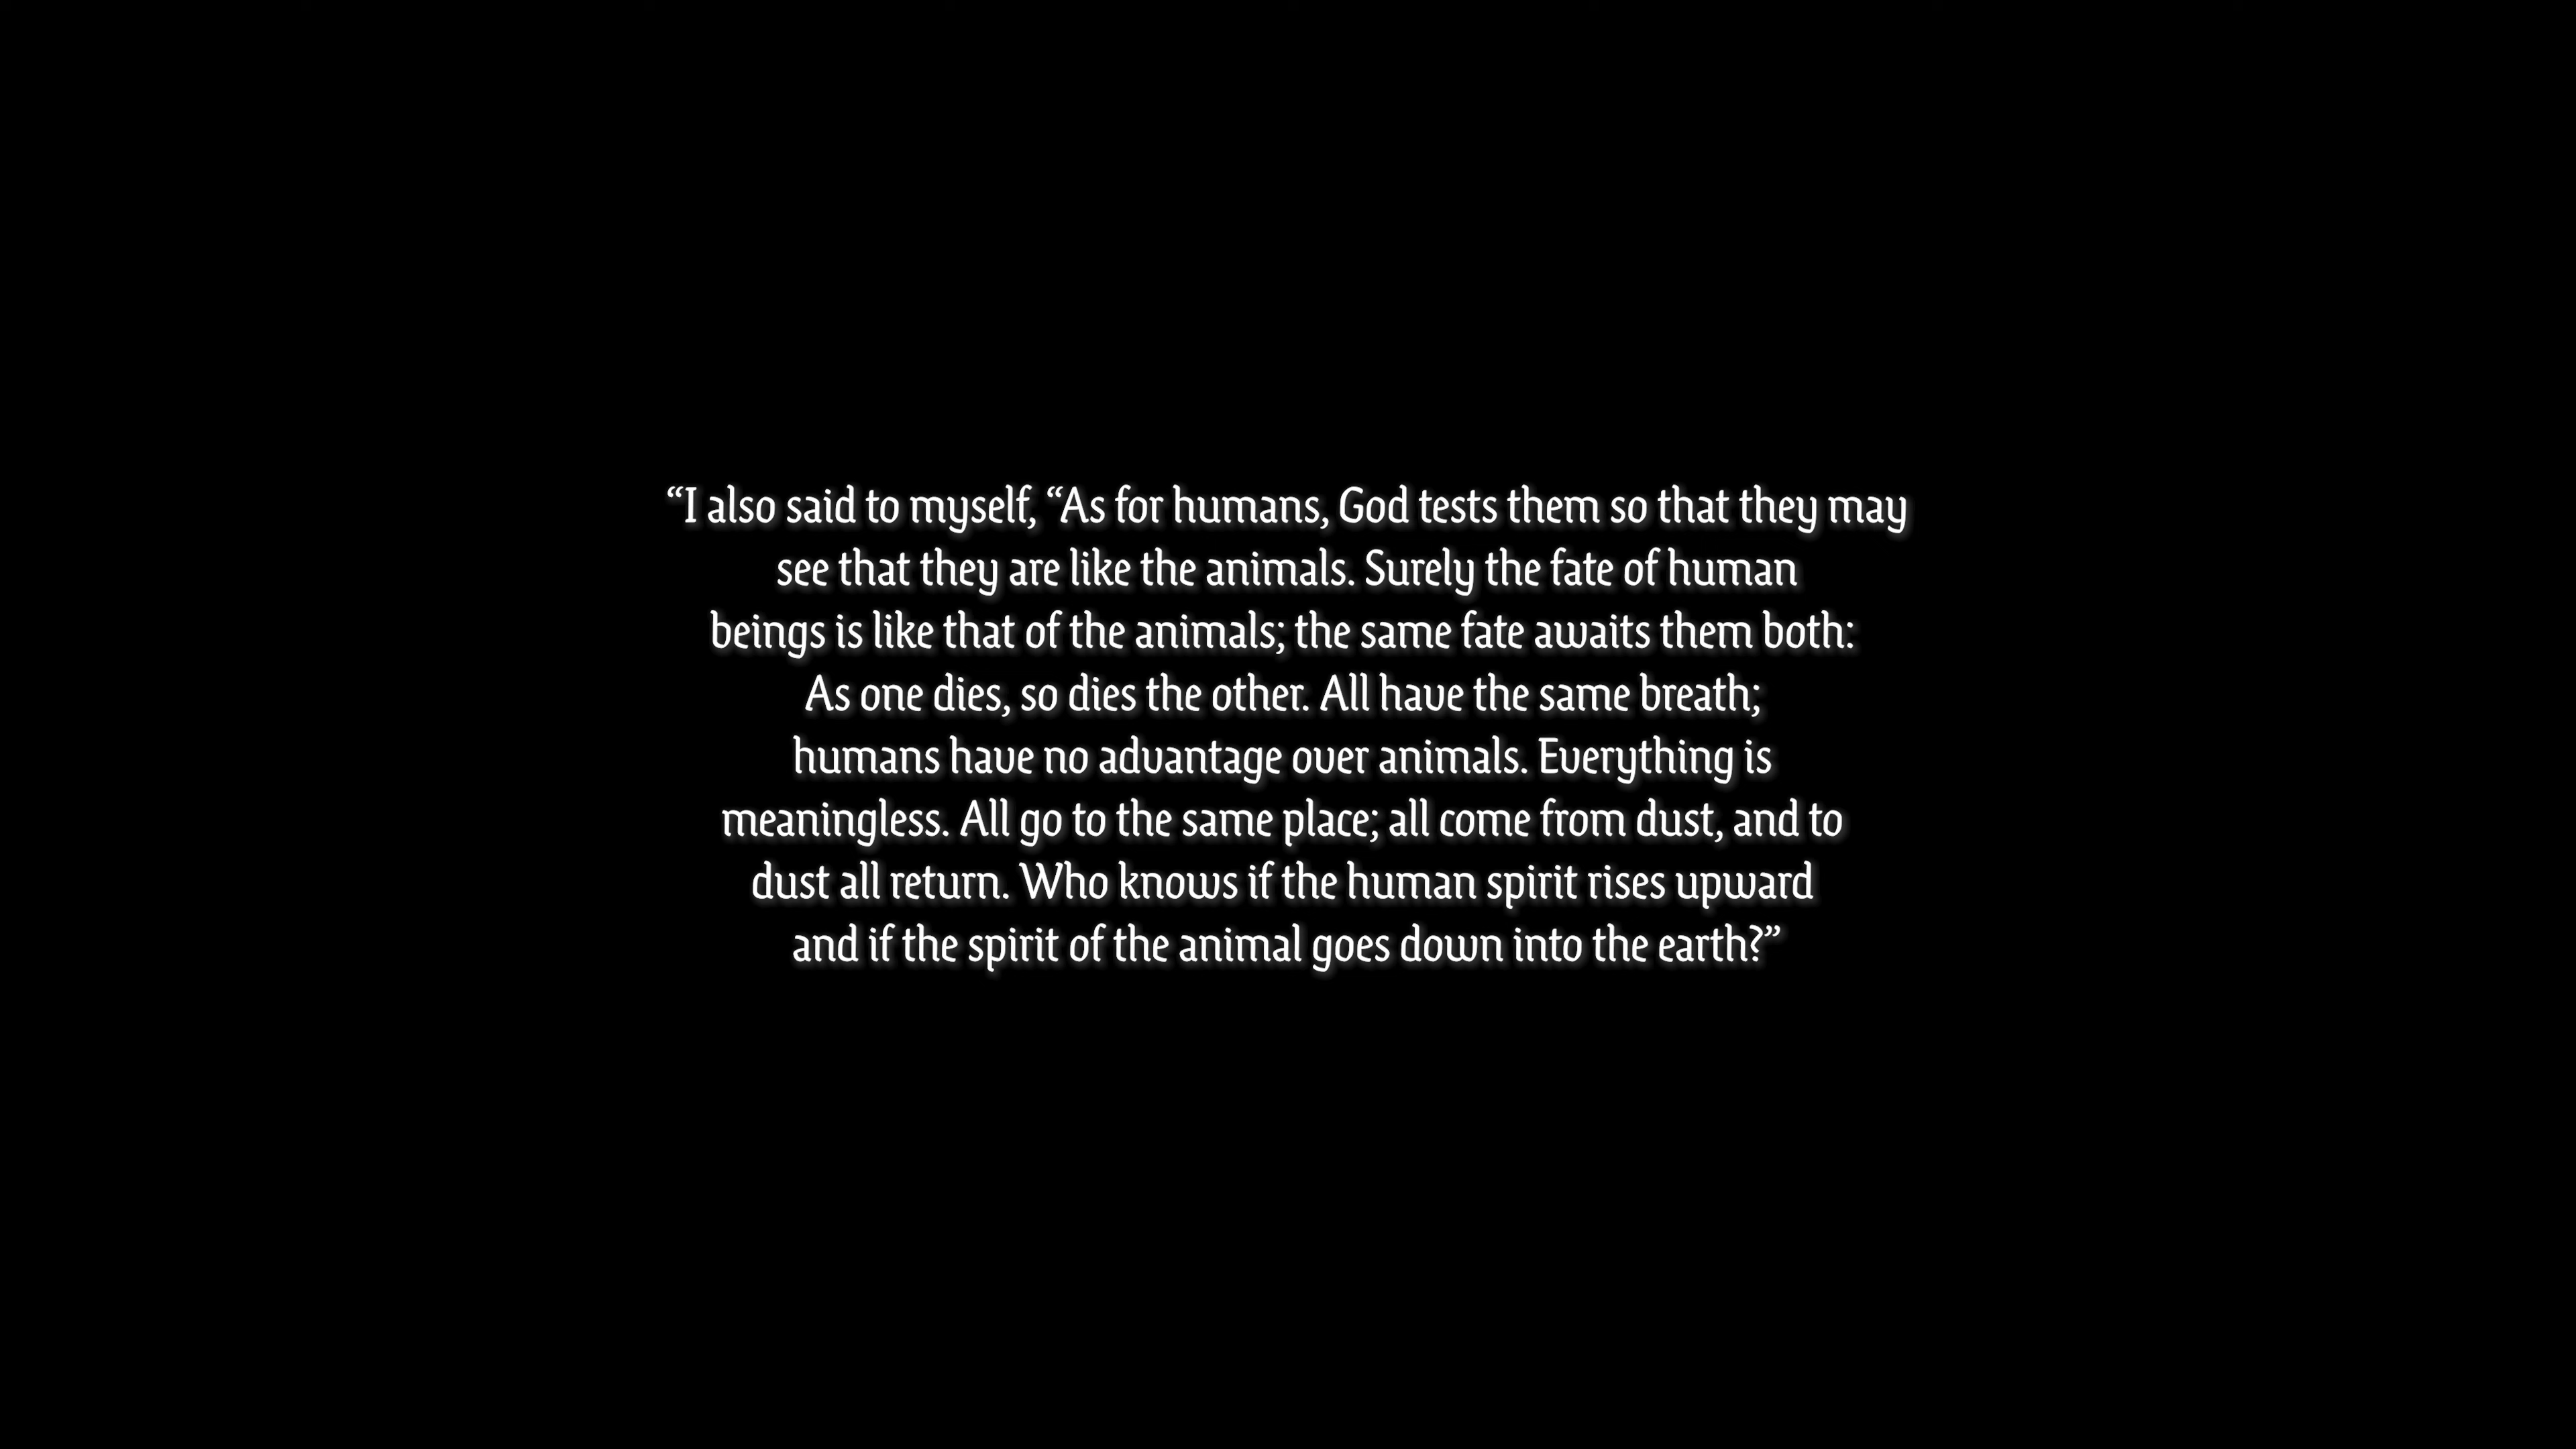 “I also said to myself, “As for humans, God tests them so that they may
see that they are like the animals. Surely the fate of human
beings is like that of the animals; the same fate awaits them both:
As one dies, so dies the other. All have the same breath;
humans have no advantage over animals. Everything is
meaningless. All go to the same place; all come from dust, and to
dust all return. Who knows if the human spirit rises upward
and if the spirit of the animal goes down into the earth?”